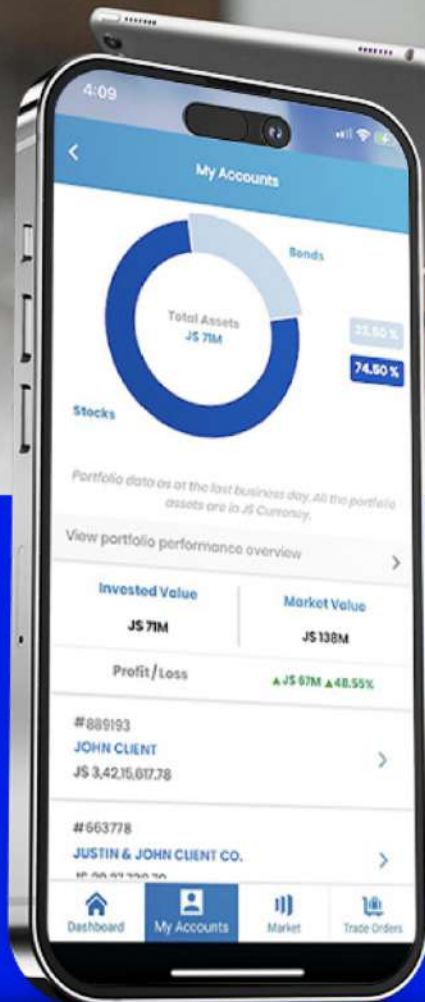 4:09
My Accounts
Bonds
Total Assets
J$ 71M
74.50 %
Stocks
Portfolio data as at the last business day. All the portfolio
assets are in J$ Currency.
View portfolio performance overview
Invested Value
J$ 71M
Market Value
J$ 138M
Profit/Loss
▲J$ 67M ▲48.55%
#889193
JOHN CLIENT
J$ 3,42,15,617.78
#663778
JUSTIN & JOHN CLIENT CO.
Dashboard
My Accounts
Market
Trade Orders